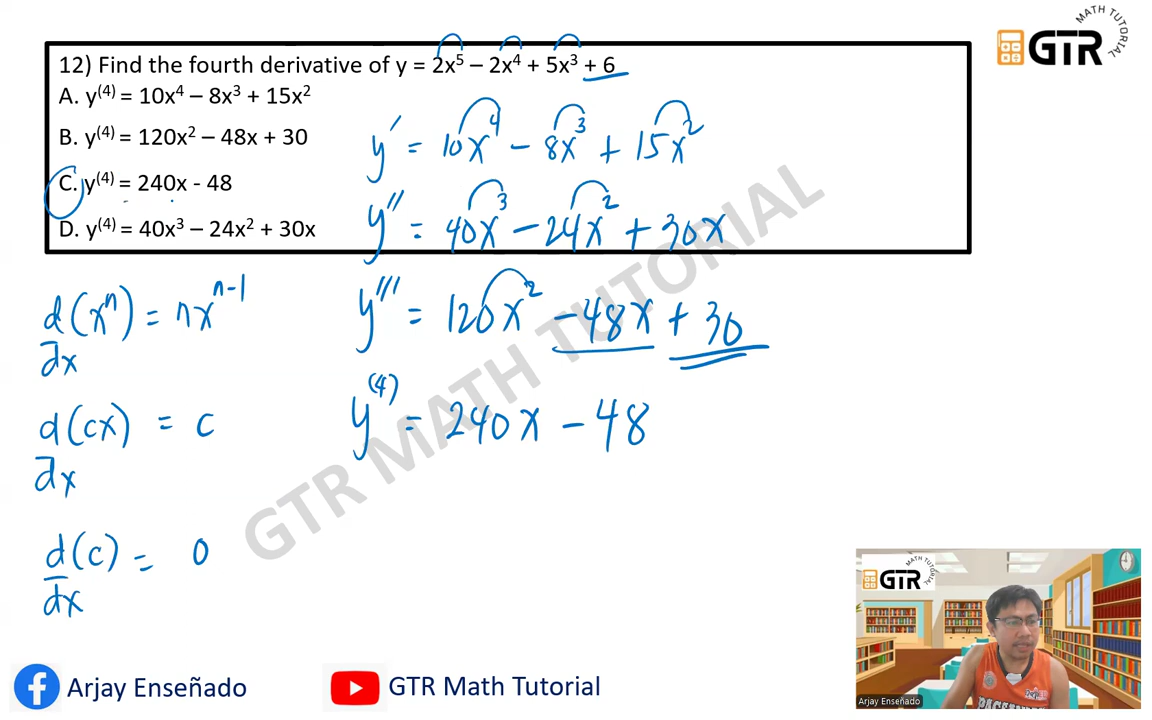 MATH TUTORIAL
GTR
12) Find the fourth derivative of y = 2x⁵ – 2x⁴ + 5x³ + 6
A. y⁽⁴⁾ = 10x⁴ – 8x³ + 15x²
B. y⁽⁴⁾ = 120x² – 48x + 30
C. y⁽⁴⁾ = 240x - 48
D. y⁽⁴⁾ = 40x³ – 24x² + 30x
y′ = 10x⁴ – 8x³ + 15x²
y″ = 40x³ – 24x² + 30x
y‴ = 120x² – 48x + 30
y⁽⁴⁾ = 240x – 48
d/dx (xⁿ) = nxⁿ⁻¹
d/dx (cx) = c
d/dx (c) = 0
GTR MATH TUTORIAL
GTR
MATH TUTORIAL
Arjay Enseñado
Arjay Enseñado
GTR Math Tutorial